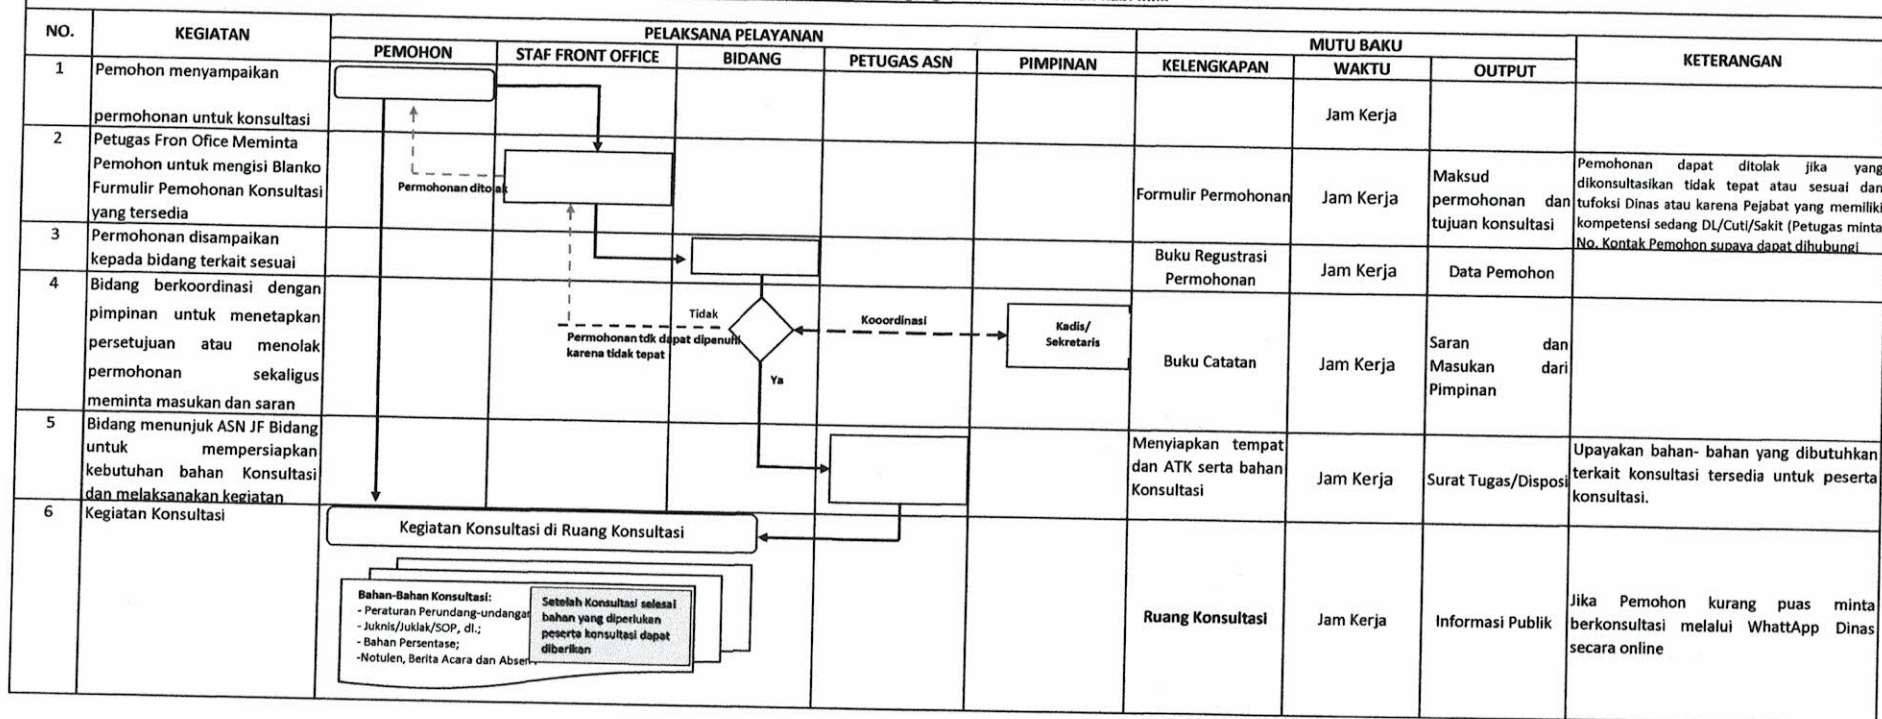 NO.
KEGIATAN
PELAKSANA PELAYANAN
MUTU BAKU
KETERANGAN
PEMOHON
STAF FRONT OFFICE
BIDANG
PETUGAS ASN
PIMPINAN
KELENGKAPAN
WAKTU
OUTPUT
1
Pemohon menyampaikan
permohonan untuk konsultasi
Jam Kerja
2
Petugas Fron Ofice Meminta
Pemohon untuk mengisi Blanko
Furmulir Pemohonan Konsultasi
yang tersedia
Permohonan ditolak
Formulir Permohonan
Jam Kerja
Maksud
permohonan dan
tujuan konsultasi
Pemohonan dapat ditolak jika yang
dikonsultasikan tidak tepat atau sesuai dan
tufoksi Dinas atau karena Pejabat yang memiliki
kompetensi sedang DL/Cuti/Sakit (Petugas minta
No. Kontak Pemohon supaya dapat dihubungi
3
Permohonan disampaikan
kepada bidang terkait sesuai
Buku Regustrasi
Permohonan
Jam Kerja
Data Pemohon
4
Bidang berkoordinasi dengan
pimpinan untuk menetapkan
persetujuan atau menolak
permohonan sekaligus
meminta masukan dan saran
Tidak
Permohonan tdk dapat dipenuhi
karena tidak tepat
Kooordinasi
Kadis/
Sekretaris
Ya
Buku Catatan
Jam Kerja
Saran dan
Masukan dari
Pimpinan
5
Bidang menunjuk ASN JF Bidang
untuk mempersiapkan
kebutuhan bahan Konsultasi
dan melaksanakan kegiatan
Menyiapkan tempat
dan ATK serta bahan
Konsultasi
Jam Kerja
Surat Tugas/Disposi
Upayakan bahan- bahan yang dibutuhkan
terkait konsultasi tersedia untuk peserta
konsultasi.
6
Kegiatan Konsultasi
Kegiatan Konsultasi di Ruang Konsultasi
Bahan-Bahan Konsultasi:
- Peraturan Perundang-undangan
- Juknis/Juklak/SOP, dl.;
- Bahan Persentase;
-Notulen, Berita Acara dan Absen
Setelah Konsultasi selesai
bahan yang diperlukan
peserta konsultasi dapat
diberikan
Ruang Konsultasi
Jam Kerja
Informasi Publik
Jika Pemohon kurang puas minta
berkonsultasi melalui WhattApp Dinas
secara online